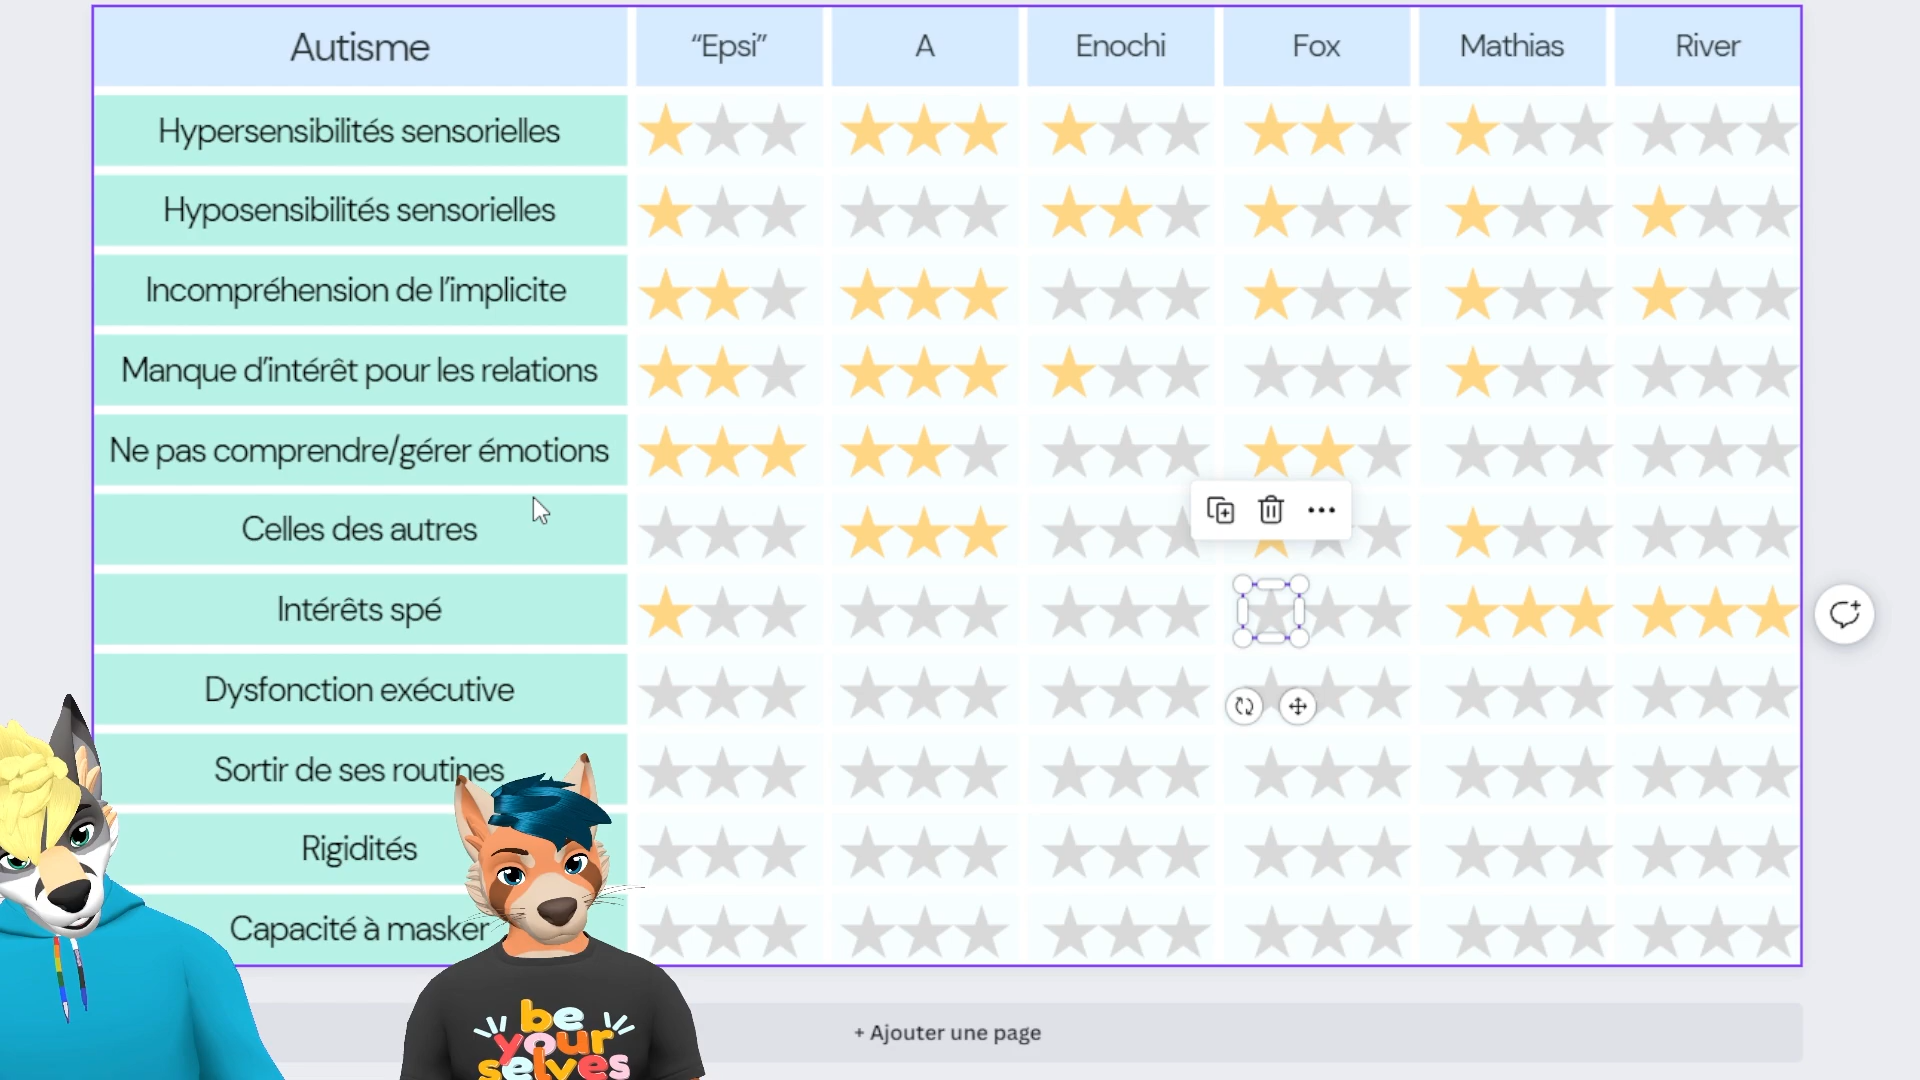 Autisme “Epsi” A Enochi Fox Mathias River
Hypersensibilités sensorielles
Hyposensibilités sensorielles
Incompréhension de l’implicite
Manque d’intérêt pour les relations
Ne pas comprendre/gérer émotions
Celles des autres
Intérêts spé
Dysfonction exécutive
Sortir de ses routines
Rigidités
Capacité à masker
be
your
selves
+ Ajouter une page